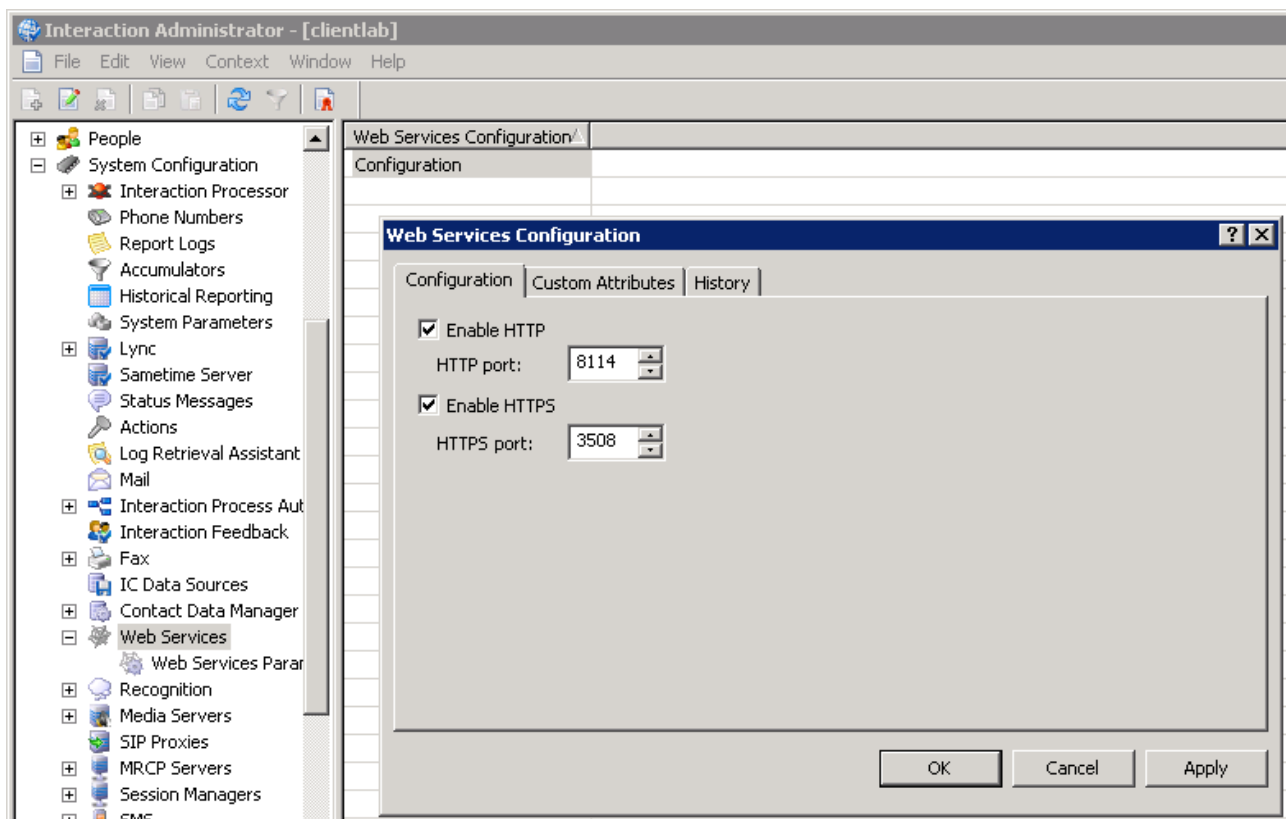 Interaction Administrator - [clientlab]
File Edit View Context Window Help
People
System Configuration
Interaction Processor
Phone Numbers
Report Logs
Accumulators
Historical Reporting
System Parameters
Lync
Sametime Server
Status Messages
Actions
Log Retrieval Assistant
Mail
Interaction Process Aut
Interaction Feedback
Fax
IC Data Sources
Contact Data Manager
Web Services
Web Services Parar
Recognition
Media Servers
SIP Proxies
MRCP Servers
Session Managers
SMS
Web Services Configuration
Configuration
Web Services Configuration
Configuration Custom Attributes History
Enable HTTP
HTTP port: 8114
Enable HTTPS
HTTPS port: 3508
OK Cancel Apply